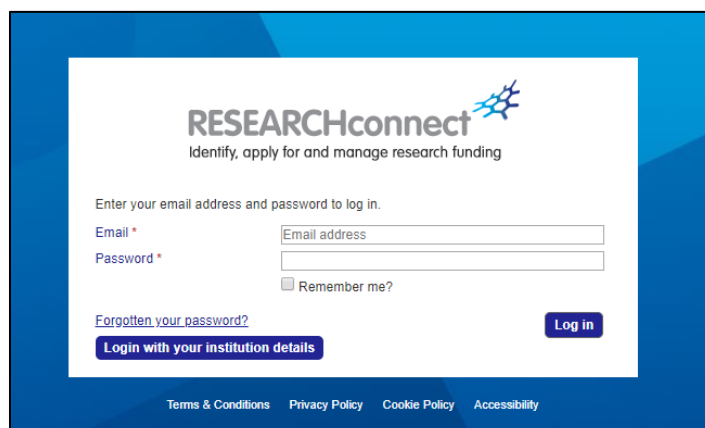 RESEARCHconnect
Identify, apply for and manage research funding
Enter your email address and password to log in.
Email *
Email address
Password *
Remember me?
Forgotten your password?
Log in
Login with your institution details
Terms & Conditions Privacy Policy Cookie Policy Accessibility